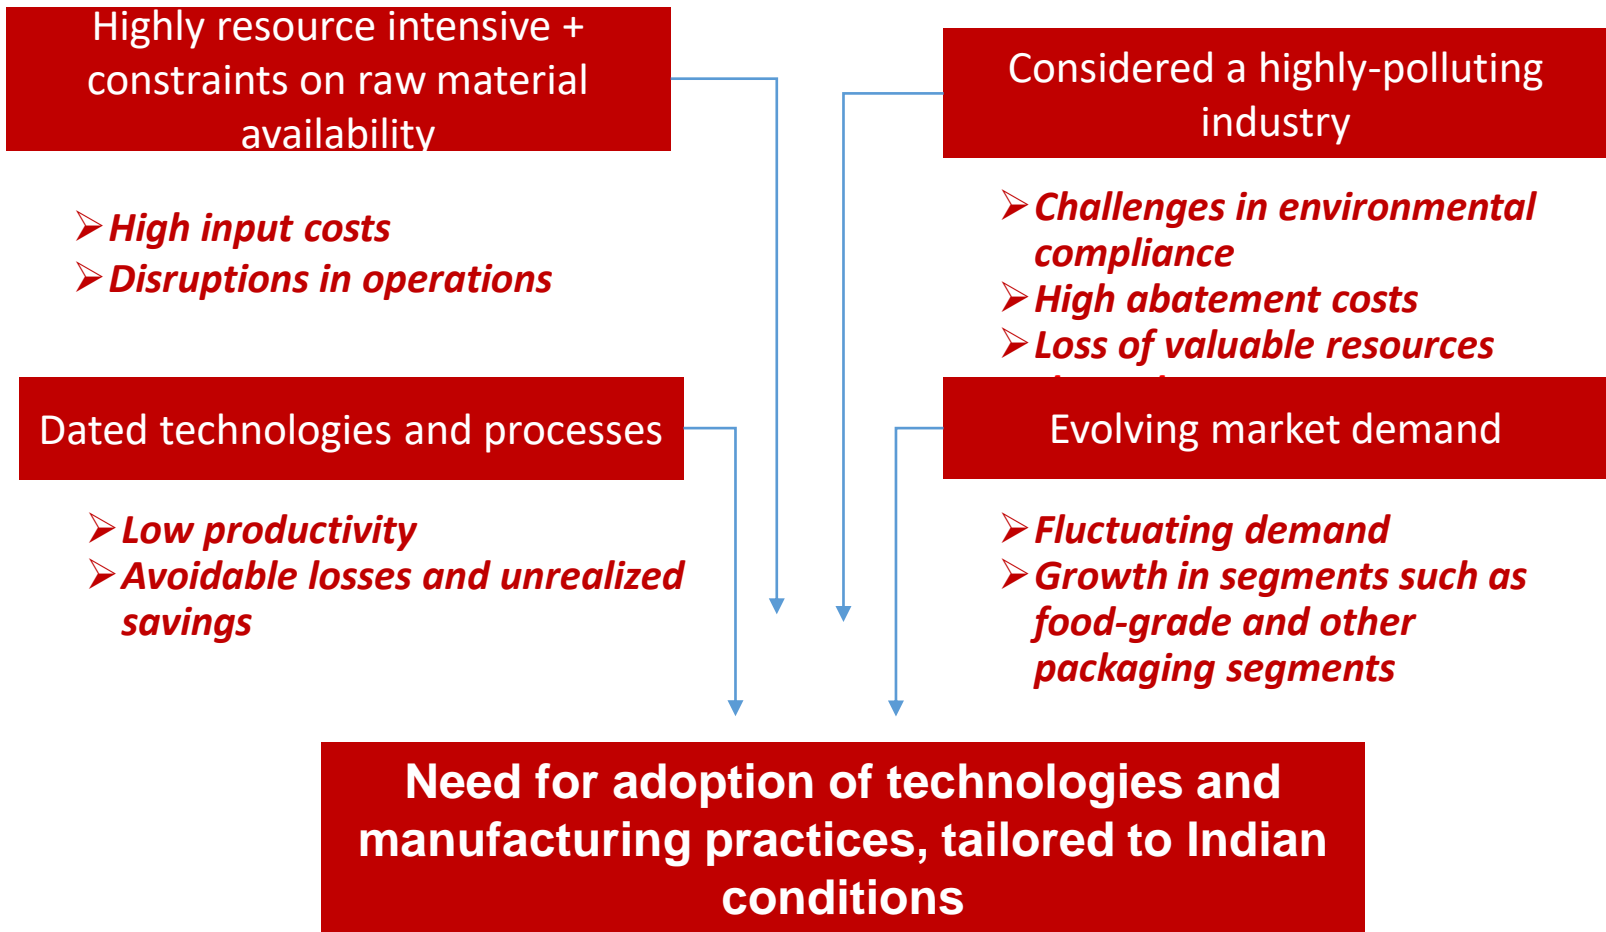 Highly resource intensive +
constraints on raw material
availability
➢High input costs
➢Disruptions in operations
Considered a highly-polluting
industry
➢Challenges in environmental
compliance
➢High abatement costs
➢Loss of valuable resources
Dated technologies and processes
➢Low productivity
➢Avoidable losses and unrealized
savings
Evolving market demand
➢Fluctuating demand
➢Growth in segments such as
food-grade and other
packaging segments
Need for adoption of technologies and
manufacturing practices, tailored to Indian
conditions